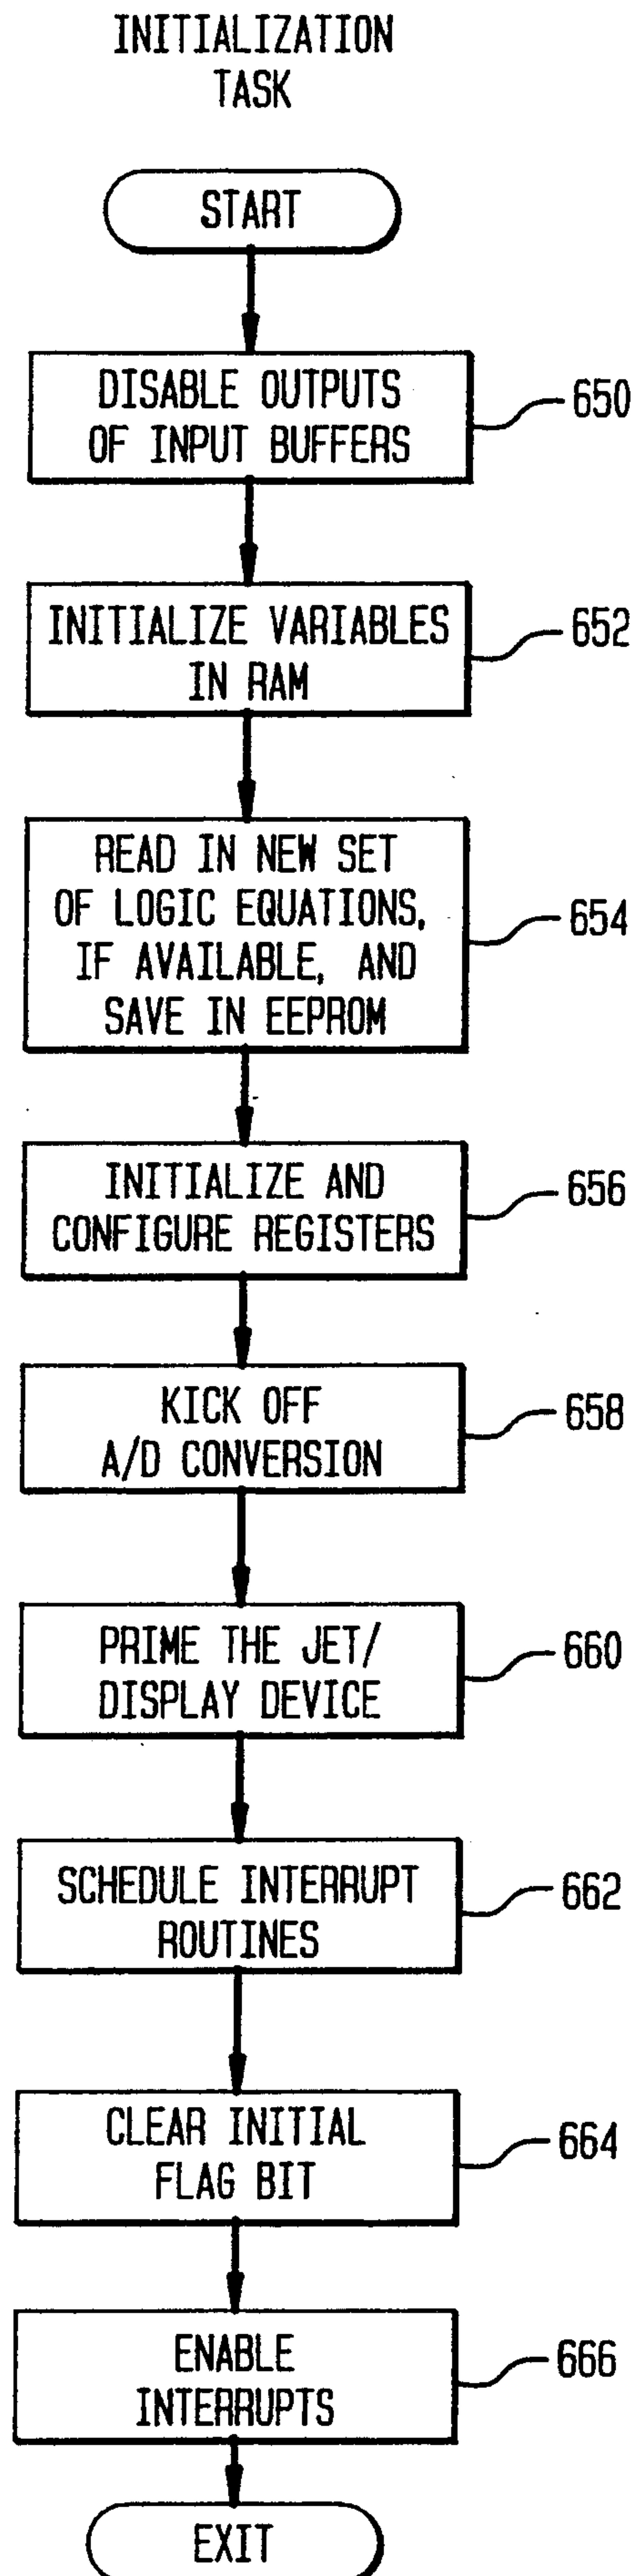 INITIALIZATION
TASK
START
DISABLE OUTPUTS
OF INPUT BUFFERS
650
INITIALIZE VARIABLES
IN RAM
652
READ IN NEW SET
OF LOGIC EQUATIONS,
IF AVAILABLE, AND
SAVE IN EEPROM
654
INITIALIZE AND
CONFIGURE REGISTERS
656
KICK OFF
A/D CONVERSION
658
PRIME THE JET/
DISPLAY DEVICE
660
SCHEDULE INTERRUPT
ROUTINES
662
CLEAR INITIAL
FLAG BIT
664
ENABLE
INTERRUPTS
666
EXIT